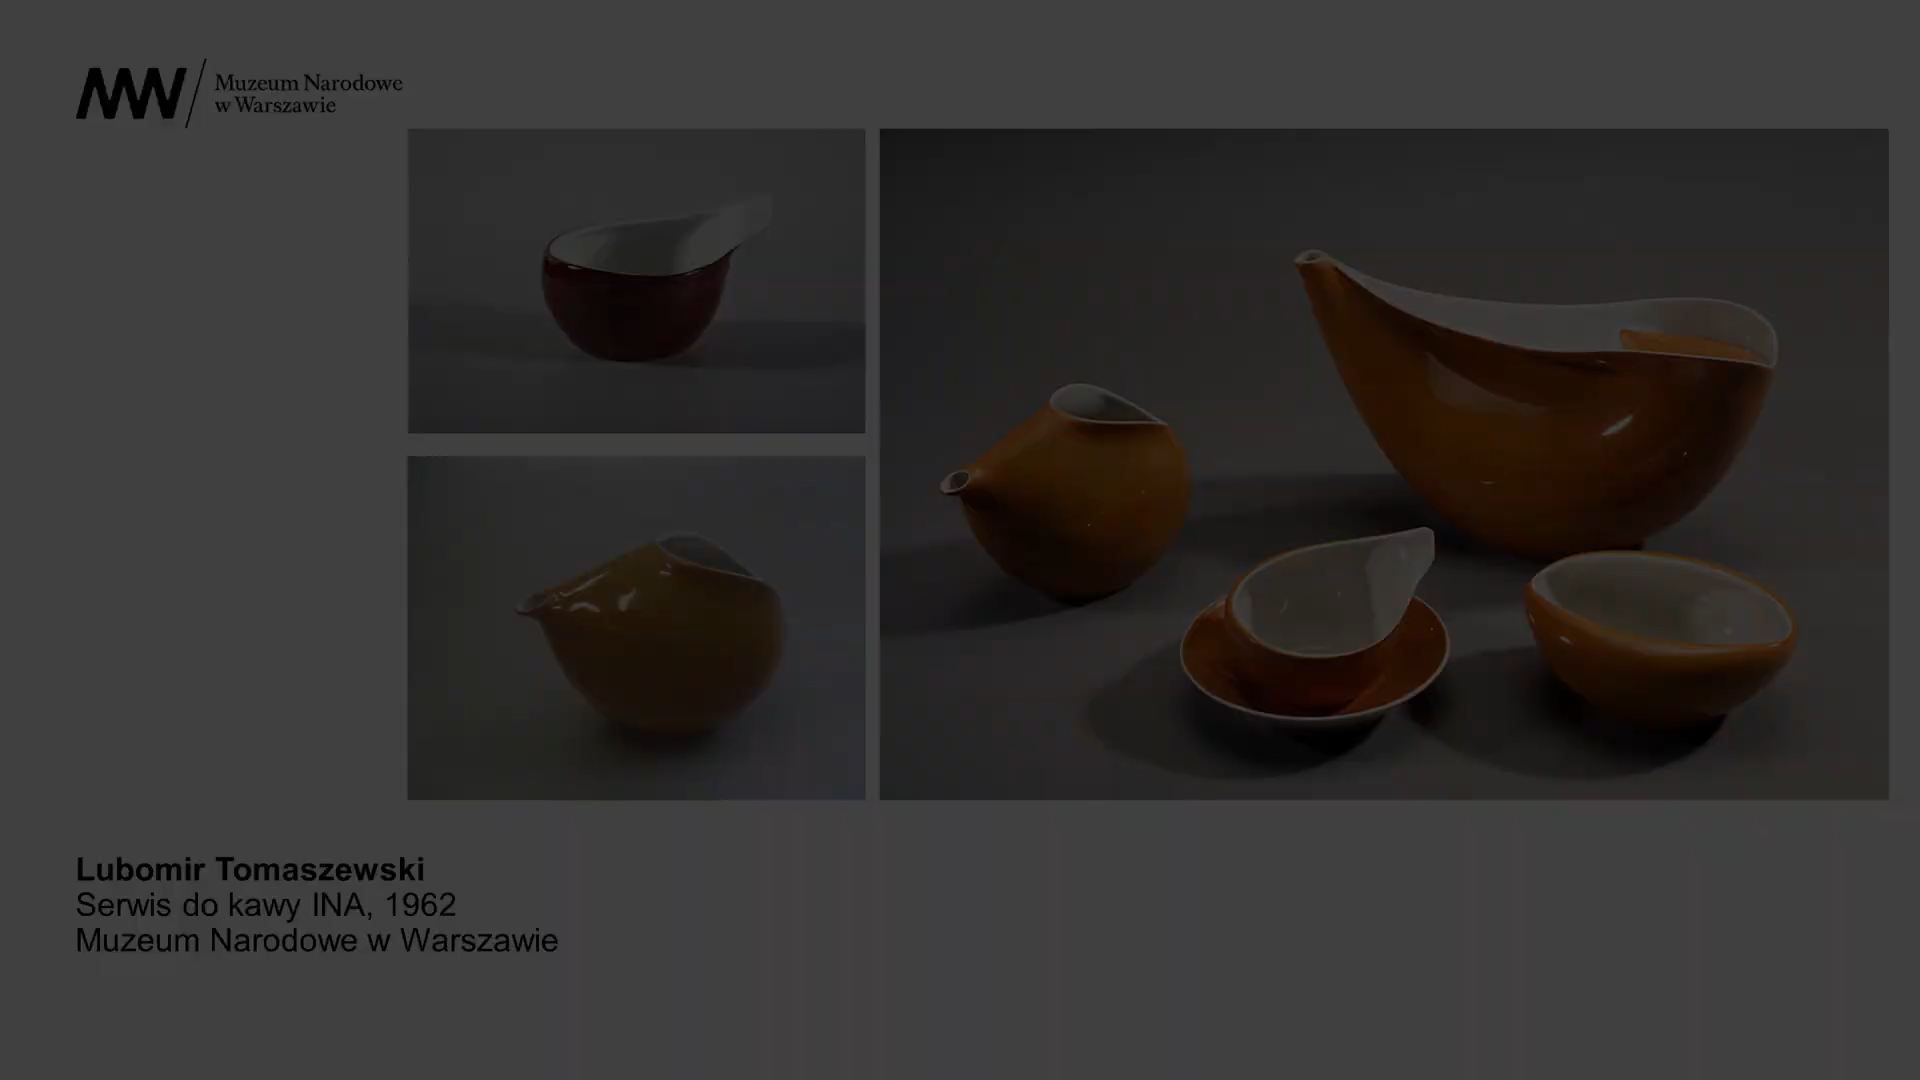 MW
Muzeum Narodowe
w Warszawie
Lubomir Tomaszewski
Serwis do kawy INA, 1962
Muzeum Narodowe w Warszawie